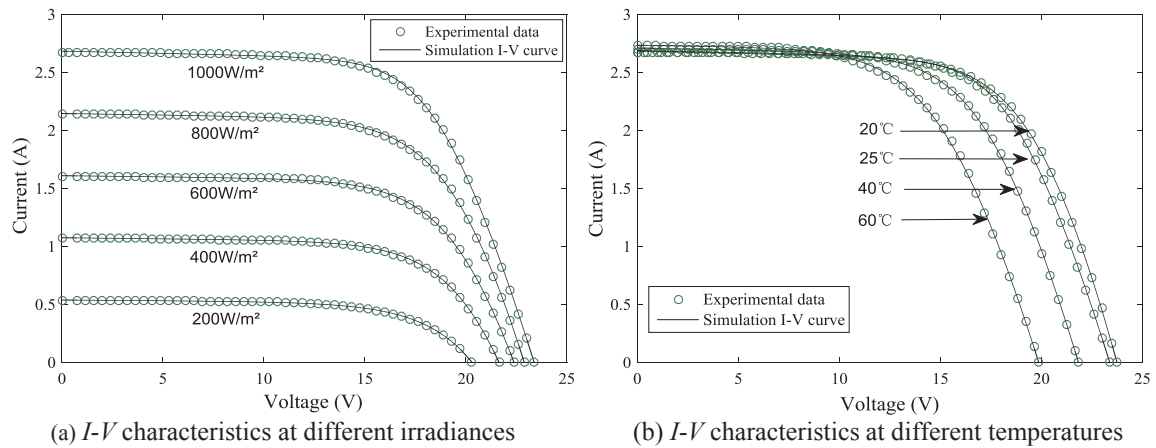 3
2.5
2
1.5
1
0.5
0
Current (A)
Experimental data
Simulation I-V curve
1000W/m²
800W/m²
600W/m²
400W/m²
200W/m²
0
5
10
15
20
25
Voltage (V)
(a) I-V characteristics at different irradiances
3
2.5
2
1.5
1
0.5
0
Current (A)
20℃
25℃
40℃
60℃
Experimental data
Simulation I-V curve
0
5
10
15
20
25
Voltage (V)
(b) I-V characteristics at different temperatures